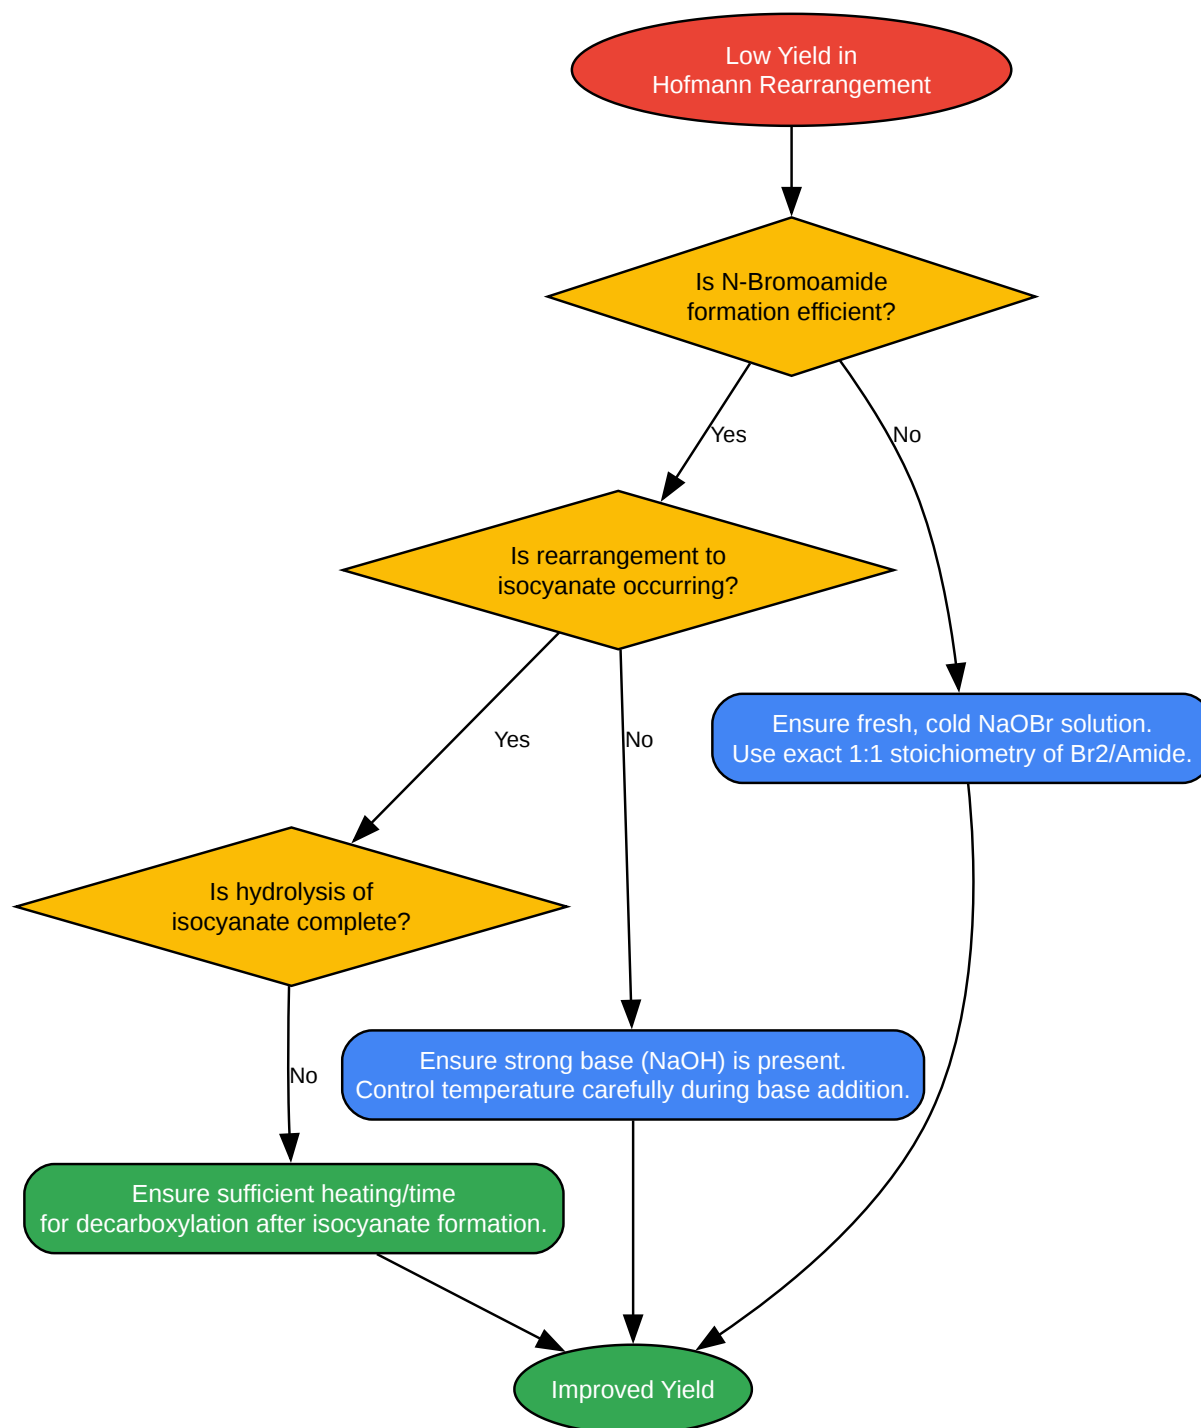 Low Yield in
Hofmann Rearrangement
Is N-Bromoamide
formation efficient?
Yes
No
Is rearrangement to
isocyanate occurring?
Ensure fresh, cold NaOBr solution.
Use exact 1:1 stoichiometry of Br2/Amide.
Yes
No
Is hydrolysis of
isocyanate complete?
Ensure strong base (NaOH) is present.
Control temperature carefully during base addition.
No
Ensure sufficient heating/time
for decarboxylation after isocyanate formation.
Improved Yield